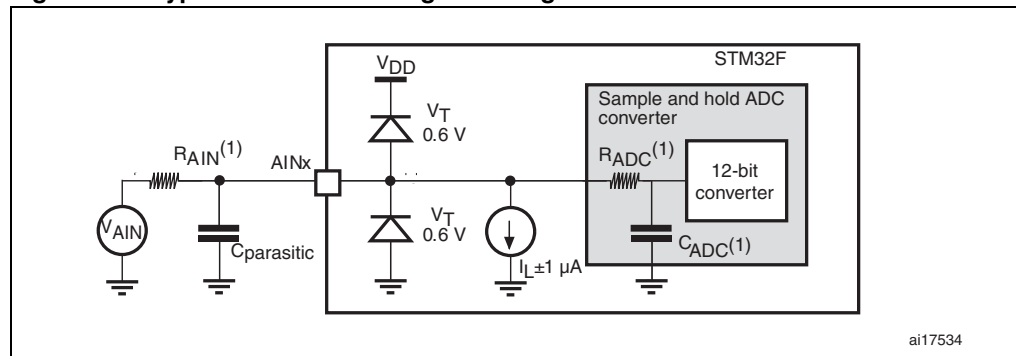 STM32F
VDD
Sample and hold ADC
converter
VT
0.6 V
RAIN(1)
AINx
RADC(1)
12-bit
converter
VAIN
Cparasitic
VT
0.6 V
IL±1 µA
CADC(1)
ai17534